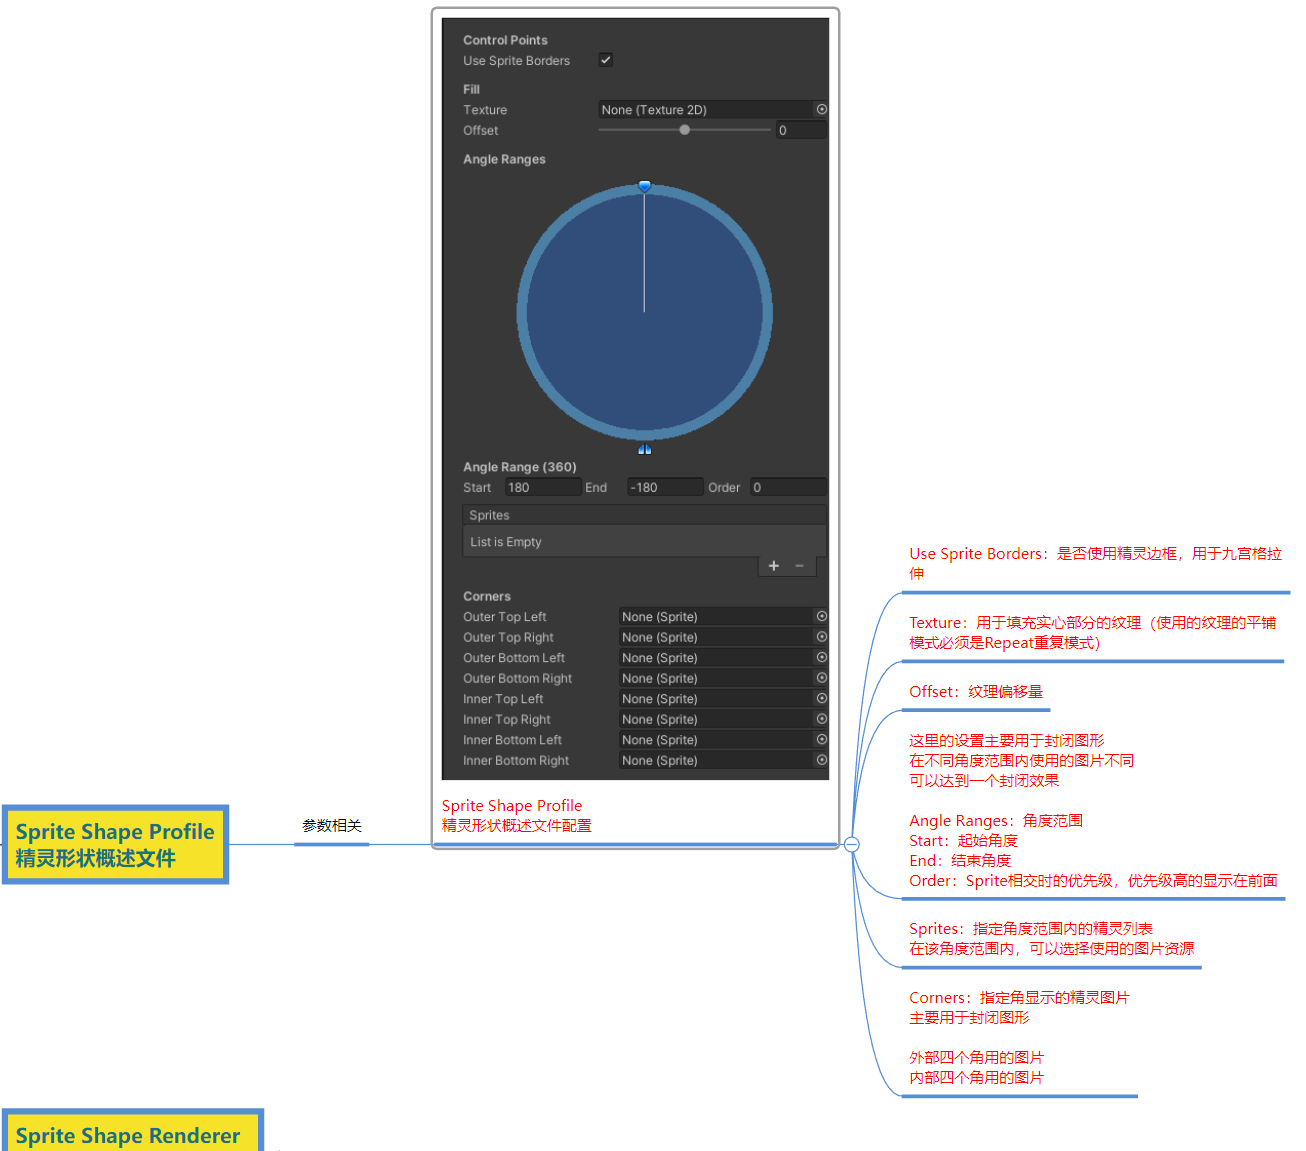 Control Points
Use Sprite Borders
Fill
Texture None (Texture 2D)
Offset 0
Angle Ranges
Angle Range (360)
Start 180 End -180 Order 0
Sprites
List is Empty
+ −
Corners
Outer Top Left None (Sprite)
Outer Top Right None (Sprite)
Outer Bottom Left None (Sprite)
Outer Bottom Right None (Sprite)
Inner Top Left None (Sprite)
Inner Top Right None (Sprite)
Inner Bottom Left None (Sprite)
Inner Bottom Right None (Sprite)
Sprite Shape Profile
精灵形状概述文件配置
参数相关
Sprite Shape Profile
精灵形状概述文件
Use Sprite Borders：是否使用精灵边框，用于九宫格拉
伸
Texture：用于填充实心部分的纹理（使用的纹理的平铺
模式必须是Repeat重复模式）
Offset：纹理偏移量
这里的设置主要用于封闭图形
在不同角度范围内使用的图片不同
可以达到一个封闭效果
Angle Ranges：角度范围
Start：起始角度
End：结束角度
Order：Sprite相交时的优先级，优先级高的显示在前面
Sprites：指定角度范围内的精灵列表
在该角度范围内，可以选择使用的图片资源
Corners：指定角显示的精灵图片
主要用于封闭图形
外部四个角用的图片
内部四个角用的图片
Sprite Shape Renderer